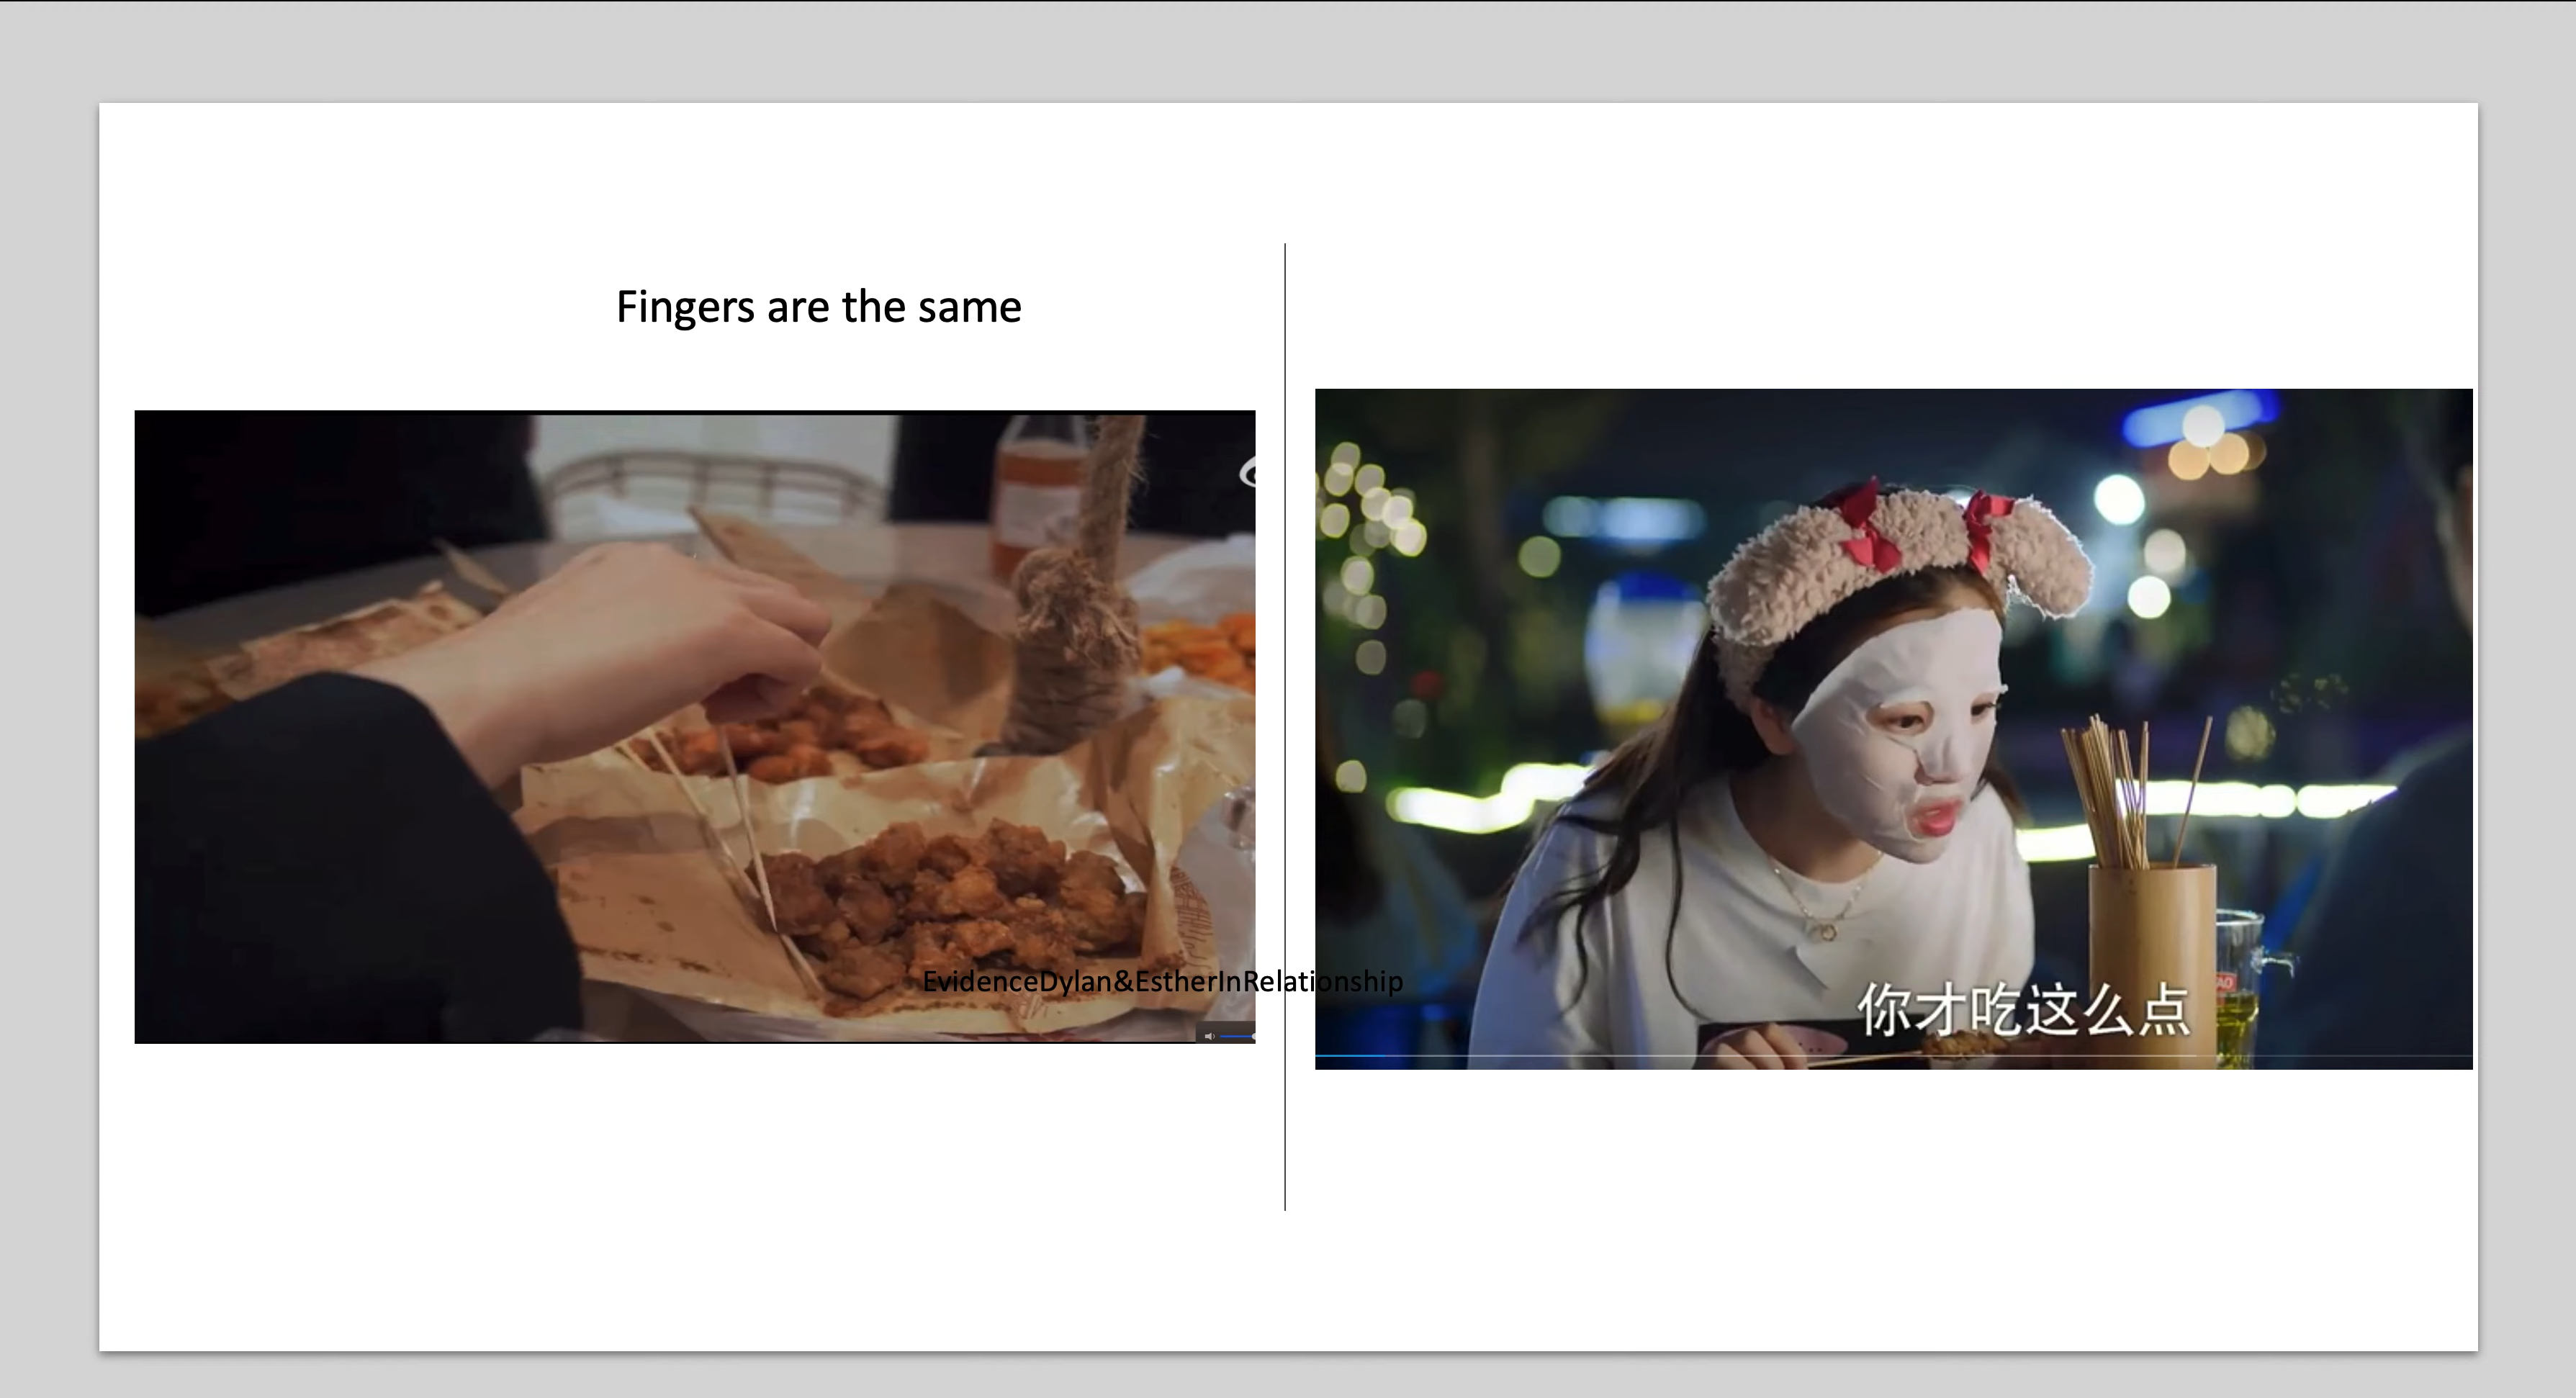 Fingers are the same
EvidenceDylan&EstherInRelationship
你才吃这么点